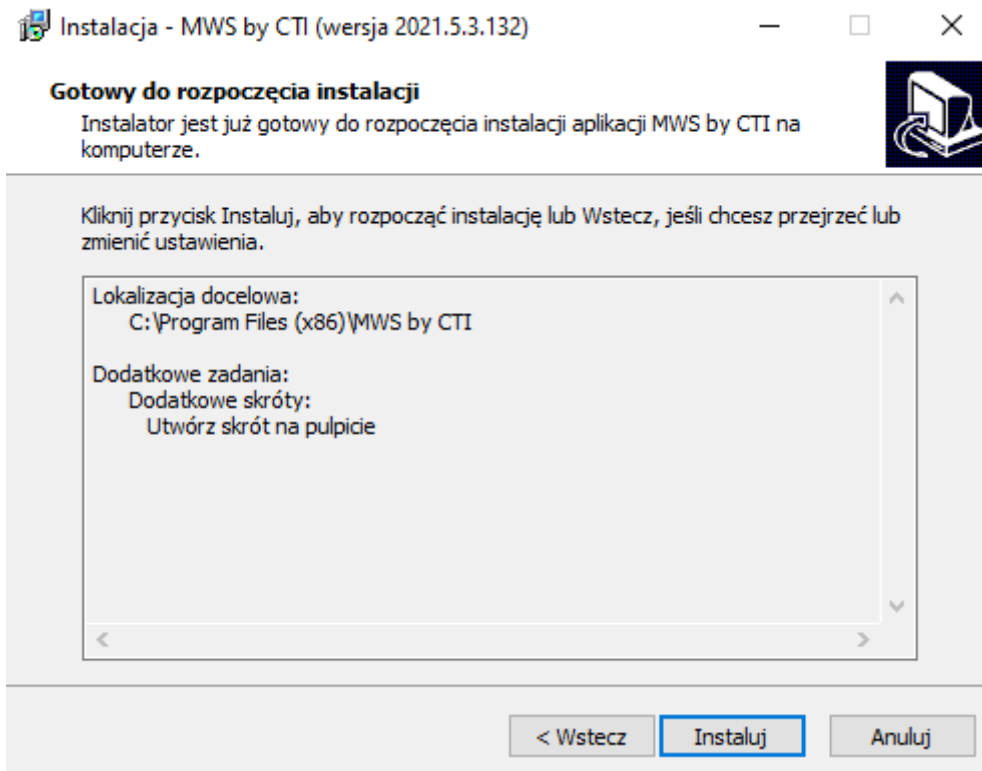 Instalacja - MWS by CTI (wersja 2021.5.3.132)
Gotowy do rozpoczęcia instalacji
Instalator jest już gotowy do rozpoczęcia instalacji aplikacji MWS by CTI na
komputerze.
Kliknij przycisk Instaluj, aby rozpocząć instalację lub Wstecz, jeśli chcesz przejrzeć lub
zmienić ustawienia.
Lokalizacja docelowa:
C:\Program Files (x86)\MWS by CTI
Dodatkowe zadania:
Dodatkowe skróty:
Utwórz skrót na pulpicie
< Wstecz
Instaluj
Anuluj